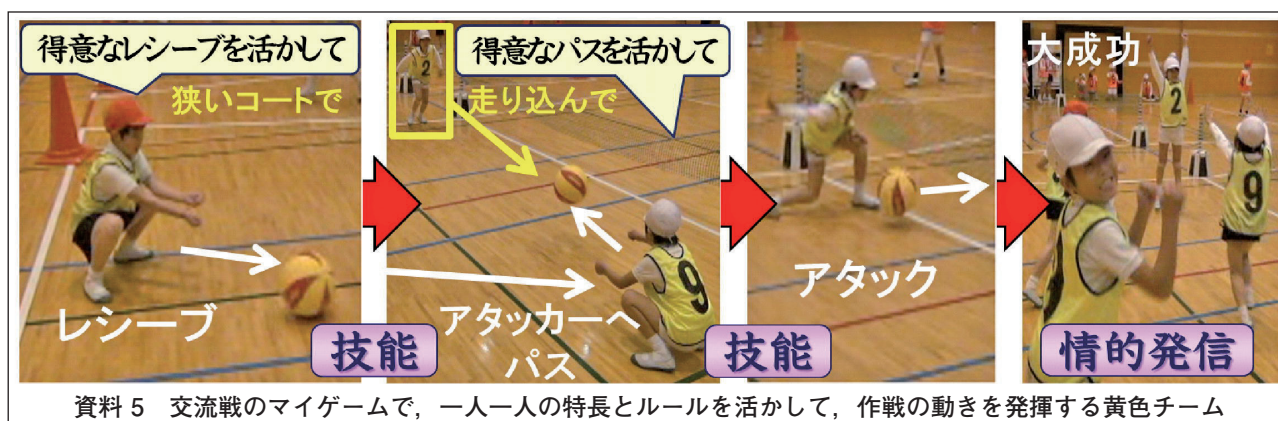 得意なレシーブを活かして
狭いコートで
レシーブ
技能
2
得意なパスを活かして
走り込んで
9
アタッカーへ
パス
技能
アタック
大成功
2
9
情的発信
資料 5 交流戦のマイゲームで，一人一人の特長とルールを活かして，作戦の動きを発揮する黄色チーム